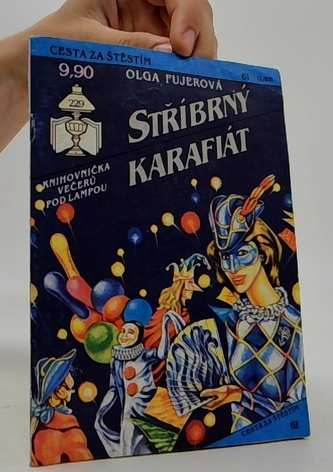 CESTA ZA ŠTĚSTÍM
61
9,90
OLGA FUJEROVÁ
229
STŘÍBRNÝ
KARAFIÁT
KNIHOVNIČKA
VEČERŮ
POD LAMPOU
CESTA ZA ŠTĚSTÍM
61